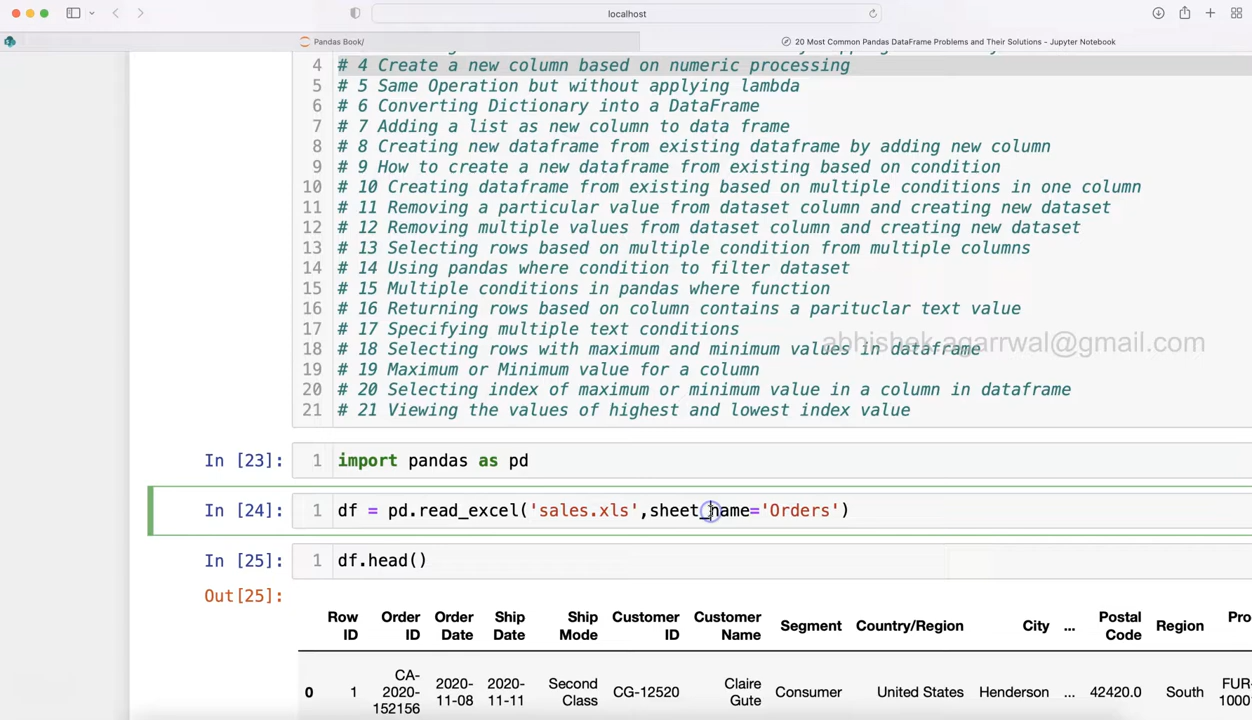 localhost
Pandas Book/
20 Most Common Pandas DataFrame Problems and Their Solutions - Jupyter Notebook
4 # 4 Create a new column based on numeric processing
5 # 5 Same Operation but without applying lambda
6 # 6 Converting Dictionary into a DataFrame
7 # 7 Adding a list as new column to data frame
8 # 8 Creating new dataframe from existing dataframe by adding new column
9 # 9 How to create a new dataframe from existing based on condition
10 # 10 Creating dataframe from existing based on multiple conditions in one column
11 # 11 Removing a particular value from dataset column and creating new dataset
12 # 12 Removing multiple values from dataset column and creating new dataset
13 # 13 Selecting rows based on multiple condition from multiple columns
14 # 14 Using pandas where condition to filter dataset
15 # 15 Multiple conditions in pandas where function
16 # 16 Returning rows based on column contains a parituclar text value
17 # 17 Specifying multiple text conditions
abhishek.agarrwal@gmail.com
18 # 18 Selecting rows with maximum and minimum values in dataframe
19 # 19 Maximum or Minimum value for a column
20 # 20 Selecting index of maximum or minimum value in a column in dataframe
21 # 21 Viewing the values of highest and lowest index value
In [23]: 1 import pandas as pd
In [24]: 1 df = pd.read_excel('sales.xls',sheet_name='Orders')
In [25]: 1 df.head()
Out[25]:
Row ID Order ID Order Date Ship Date Ship Mode Customer ID Customer Name Segment Country/Region City ... Postal Code Region Pro
0 1 CA-2020-152156 2020-11-08 2020-11-11 Second Class CG-12520 Claire Gute Consumer United States Henderson ... 42420.0 South FUR-1000